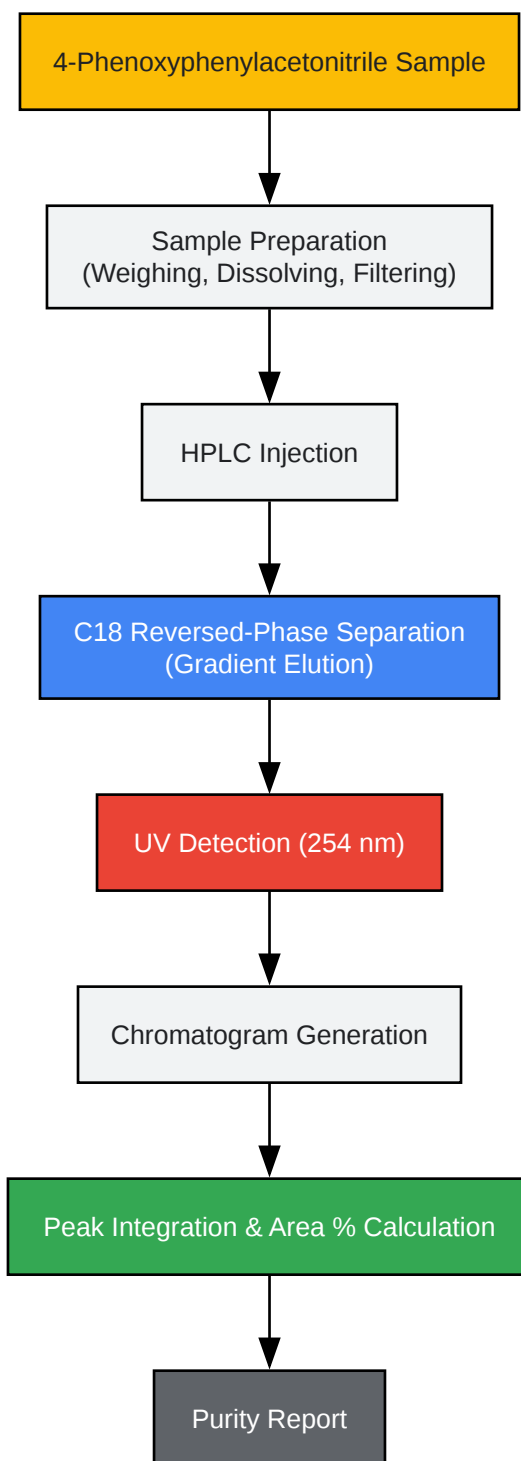 4-Phenoxyphenylacetonitrile Sample
Sample Preparation
(Weighing, Dissolving, Filtering)
HPLC Injection
C18 Reversed-Phase Separation
(Gradient Elution)
UV Detection (254 nm)
Chromatogram Generation
Peak Integration & Area % Calculation
Purity Report